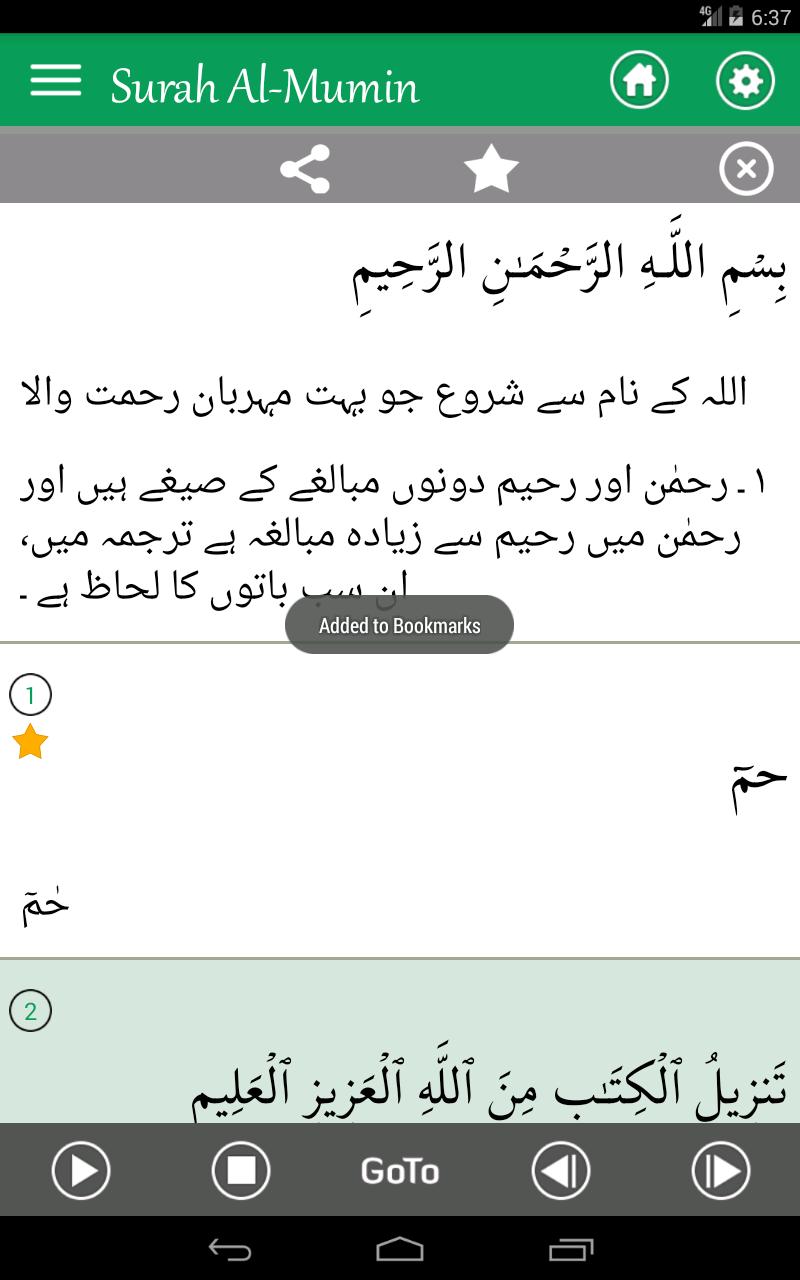 4G 6:37
Surah Al-Mumin
بِسْمِ اللَّـهِ الرَّحْمَـٰنِ الرَّحِيمِ
اللہ کے نام سے شروع جو بہت مہربان رحمت والا
۱۔ رحمٰن اور رحیم دونوں مبالغے کے صیغے ہیں اور
رحمٰن میں رحیم سے زیادہ مبالغہ ہے ترجمہ میں،
ان سب باتوں کا لحاظ ہے ۔
Added to Bookmarks
1
حمٓ
حٰمٓ
2
تَنزِيلُ ٱلْكِتَـٰبِ مِنَ ٱللَّهِ ٱلْعَزِيزِ ٱلْعَلِيمِ
GoTo